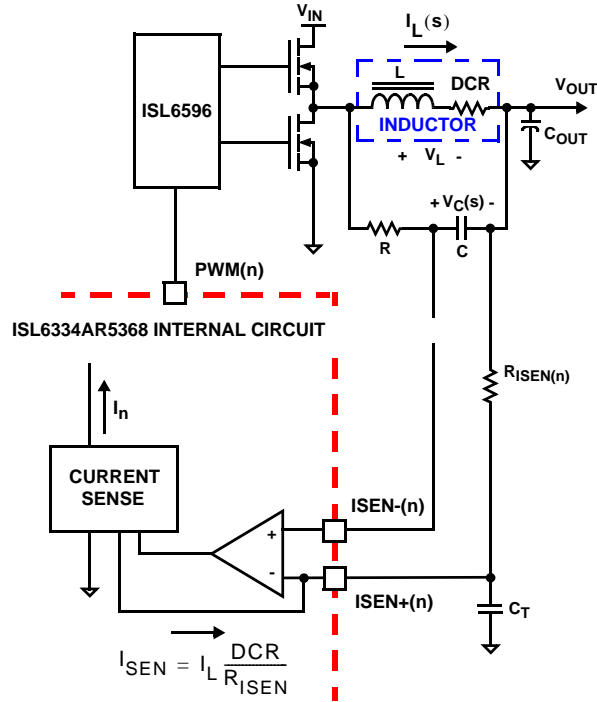 V_IN
I_L(s)
L
DCR
V_OUT
ISL6596
INDUCTOR
C_OUT
+ V_L -
+ V_C(s) -
R
C
PWM(n)
ISL6334AR5368 INTERNAL CIRCUIT
R_ISEN(n)
I_n
CURRENT
SENSE
ISEN-(n)
+
-
ISEN+(n)
C_T
I_SEN = I_L DCR / R_ISEN